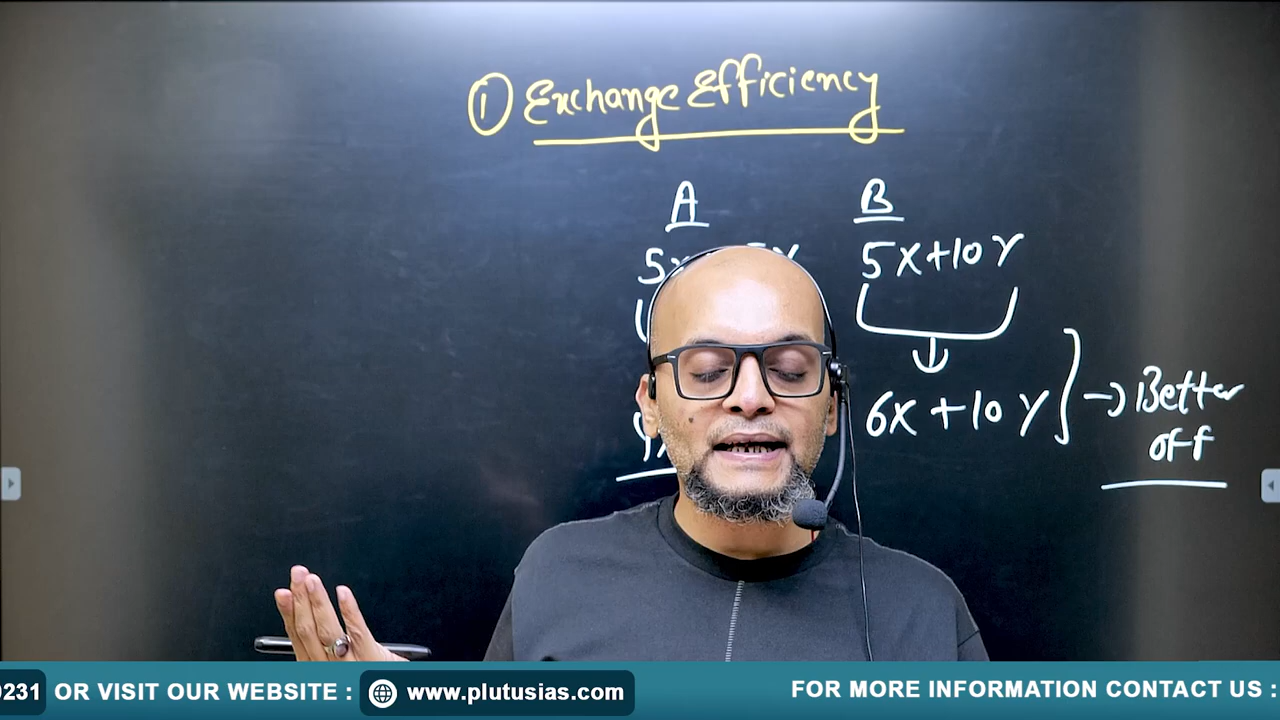 ① Exchange Efficiency
A B
5X+10Y
6X+10Y → Better
off
0231 OR VISIT OUR WEBSITE : www.plutusias.com FOR MORE INFORMATION CONTACT US :